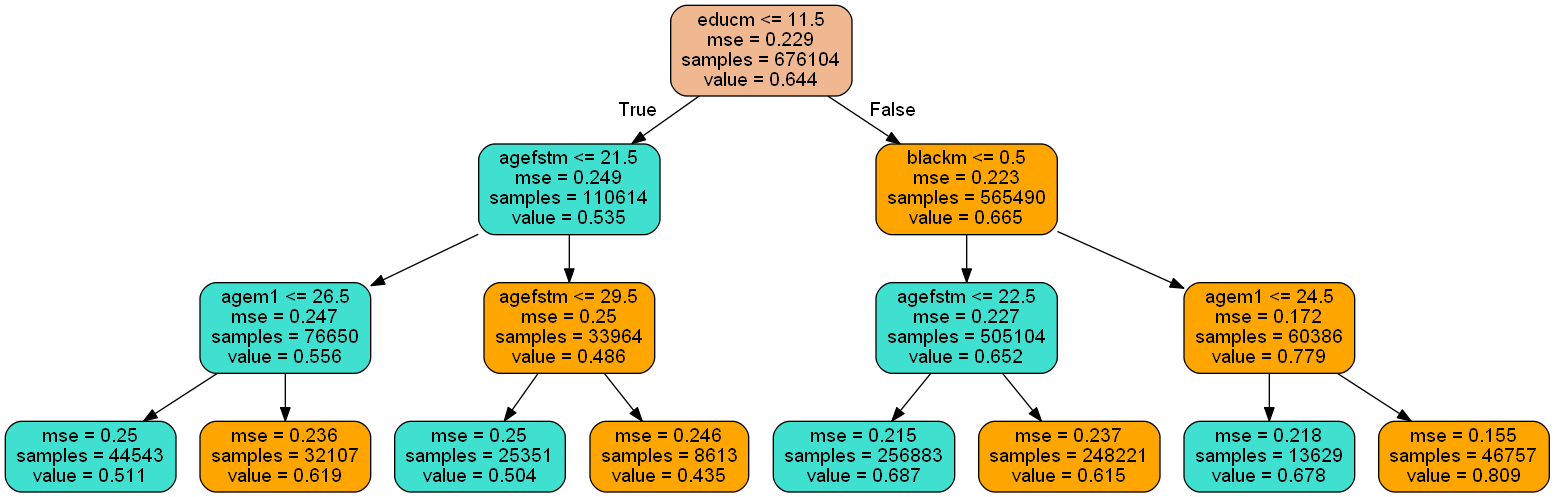 educm <= 11.5
mse = 0.229
samples = 676104
value = 0.644
True
False
agefstm <= 21.5
mse = 0.249
samples = 110614
value = 0.535
blackm <= 0.5
mse = 0.223
samples = 565490
value = 0.665
agem1 <= 26.5
mse = 0.247
samples = 76650
value = 0.556
agefstm <= 29.5
mse = 0.25
samples = 33964
value = 0.486
agefstm <= 22.5
mse = 0.227
samples = 505104
value = 0.652
agem1 <= 24.5
mse = 0.172
samples = 60386
value = 0.779
mse = 0.25
samples = 44543
value = 0.511
mse = 0.236
samples = 32107
value = 0.619
mse = 0.25
samples = 25351
value = 0.504
mse = 0.246
samples = 8613
value = 0.435
mse = 0.215
samples = 256883
value = 0.687
mse = 0.237
samples = 248221
value = 0.615
mse = 0.218
samples = 13629
value = 0.678
mse = 0.155
samples = 46757
value = 0.809